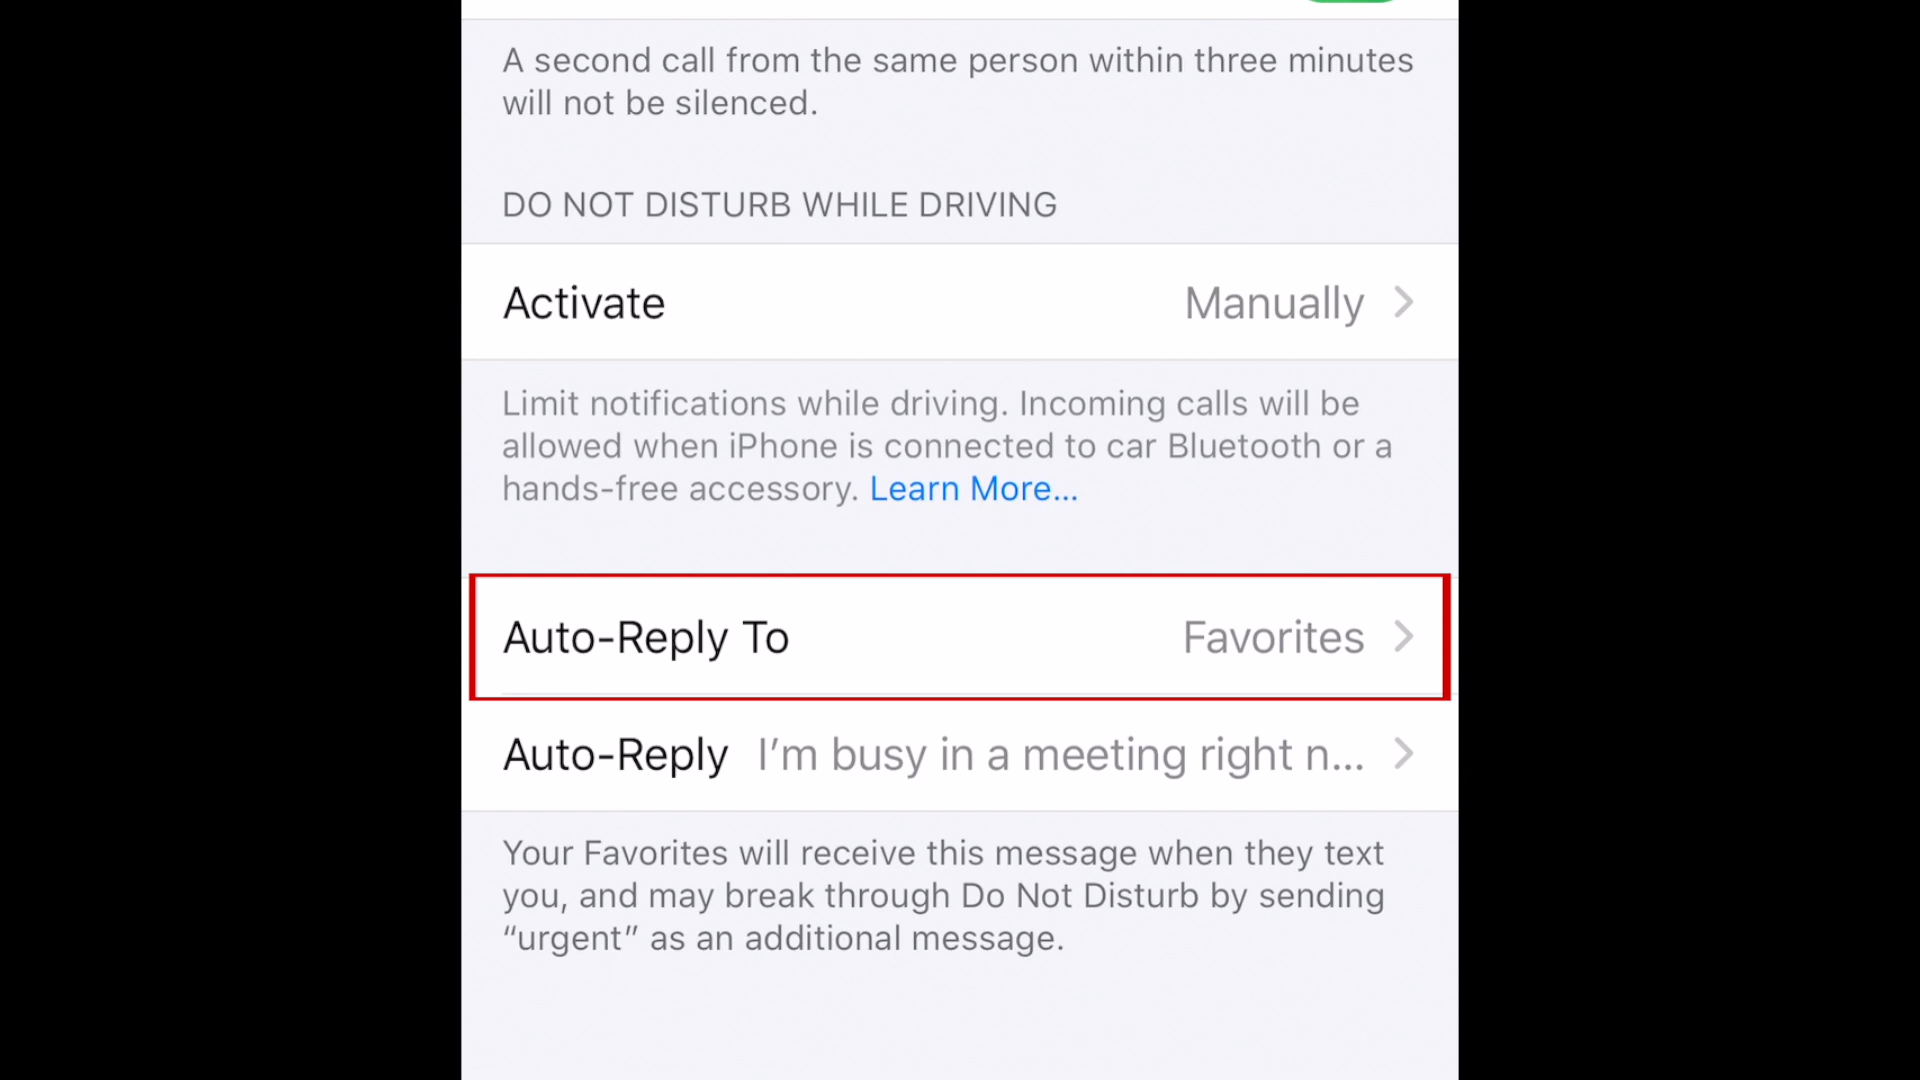 A second call from the same person within three minutes
will not be silenced.
DO NOT DISTURB WHILE DRIVING
Activate Manually
Limit notifications while driving. Incoming calls will be
allowed when iPhone is connected to car Bluetooth or a
hands-free accessory. Learn More...
Auto-Reply To Favorites
Auto-Reply I’m busy in a meeting right n...
Your Favorites will receive this message when they text
you, and may break through Do Not Disturb by sending
“urgent” as an additional message.